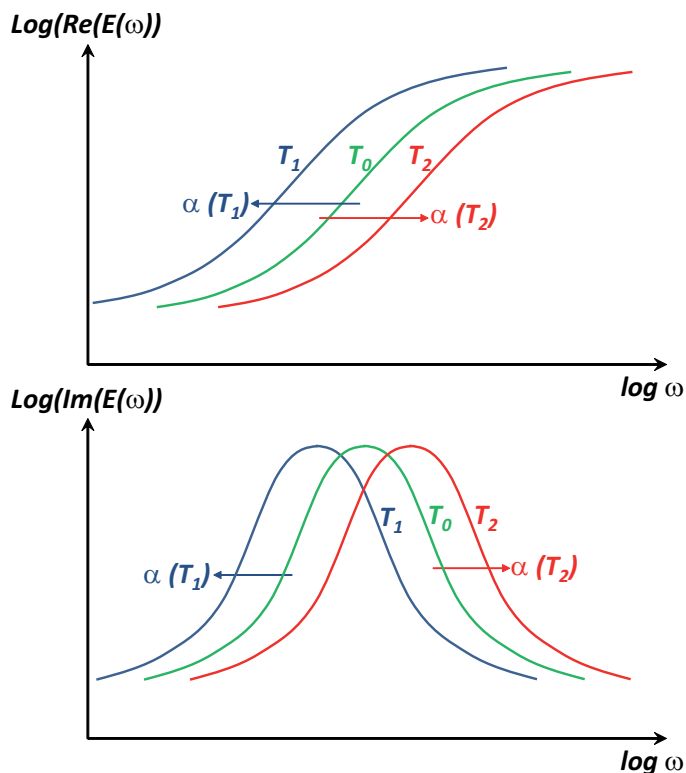 Log(Re(E(ω))
T₁ T₀ T₂
α (T₁) α (T₂)
log ω
Log(Im(E(ω))
T₁ T₀ T₂
α (T₁) α (T₂)
log ω